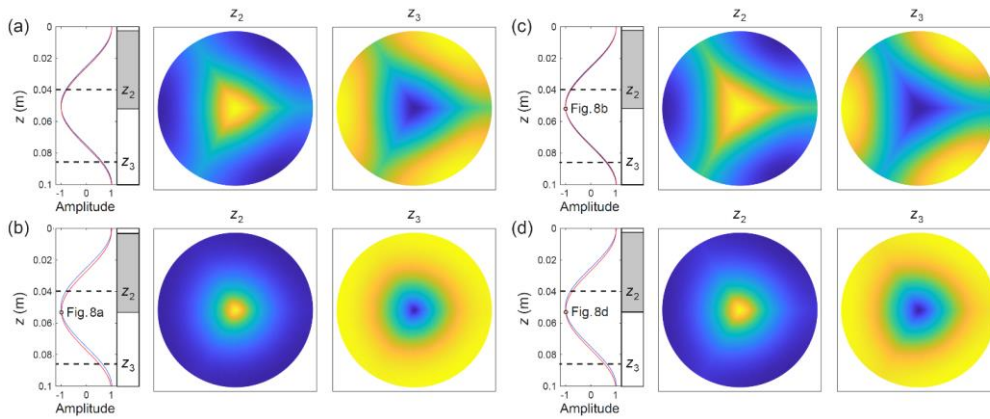 (a)
0
0.02
0.04
0.06
0.08
0.1
z (m)
-1 0 1
Amplitude
z2
z3
z2
z3
(c)
0
0.02
0.04
0.06
0.08
0.1
z (m)
-1 0 1
Amplitude
Fig. 8b
z2
z3
z2
z3
(b)
0
0.02
0.04
0.06
0.08
0.1
z (m)
-1 0 1
Amplitude
Fig. 8a
z2
z3
z2
z3
(d)
0
0.02
0.04
0.06
0.08
0.1
z (m)
-1 0 1
Amplitude
Fig. 8d
z2
z3
z2
z3